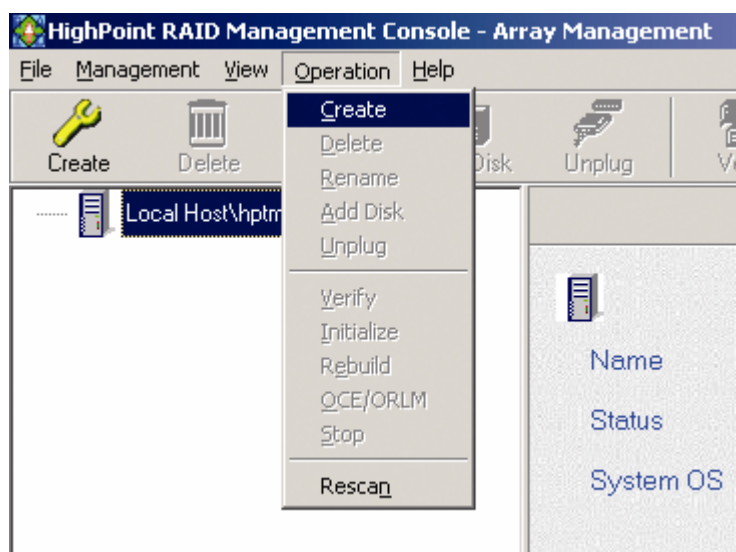 HighPoint RAID Management Console - Array Management
File Management View Operation Help
Create Delete Disk Unplug
Local Host\hptm
Create
Delete
Rename
Add Disk
Unplug
Verify
Initialize
Rebuild
OCE/ORLM
Stop
Rescan
Name
Status
System OS